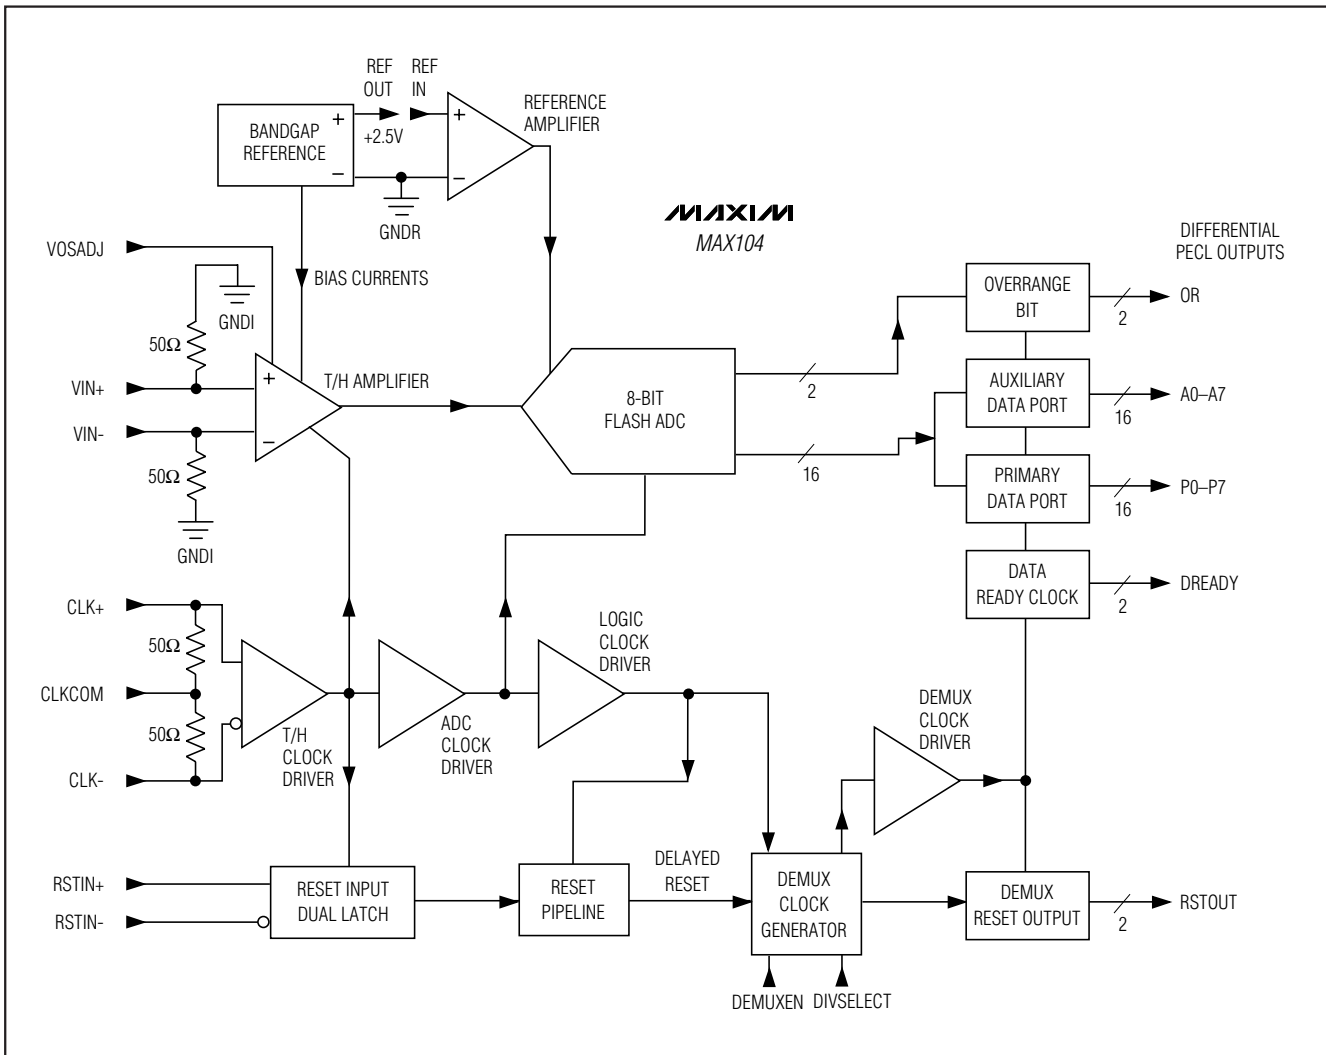 REF
OUT
REF
IN
+2.5V
REFERENCE
AMPLIFIER
+
−
BANDGAP
REFERENCE
+
−
GNDR
MAXIM
MAX104
DIFFERENTIAL
PECL OUTPUTS
VOSADJ
BIAS CURRENTS
GNDI
50Ω
VIN+
+
−
T/H AMPLIFIER
VIN-
50Ω
GNDI
8-BIT
FLASH ADC
2
16
OVERRANGE
BIT
2
OR
AUXILIARY
DATA PORT
16
A0–A7
PRIMARY
DATA PORT
16
P0–P7
DATA
READY CLOCK
2
DREADY
CLK+
50Ω
CLKCOM
50Ω
CLK-
T/H
CLOCK
DRIVER
ADC
CLOCK
DRIVER
LOGIC
CLOCK
DRIVER
DEMUX
CLOCK
DRIVER
RSTIN+
RSTIN-
RESET INPUT
DUAL LATCH
RESET
PIPELINE
DELAYED
RESET
DEMUX
CLOCK
GENERATOR
DEMUX
RESET OUTPUT
2
RSTOUT
DEMUXEN
DIVSELECT